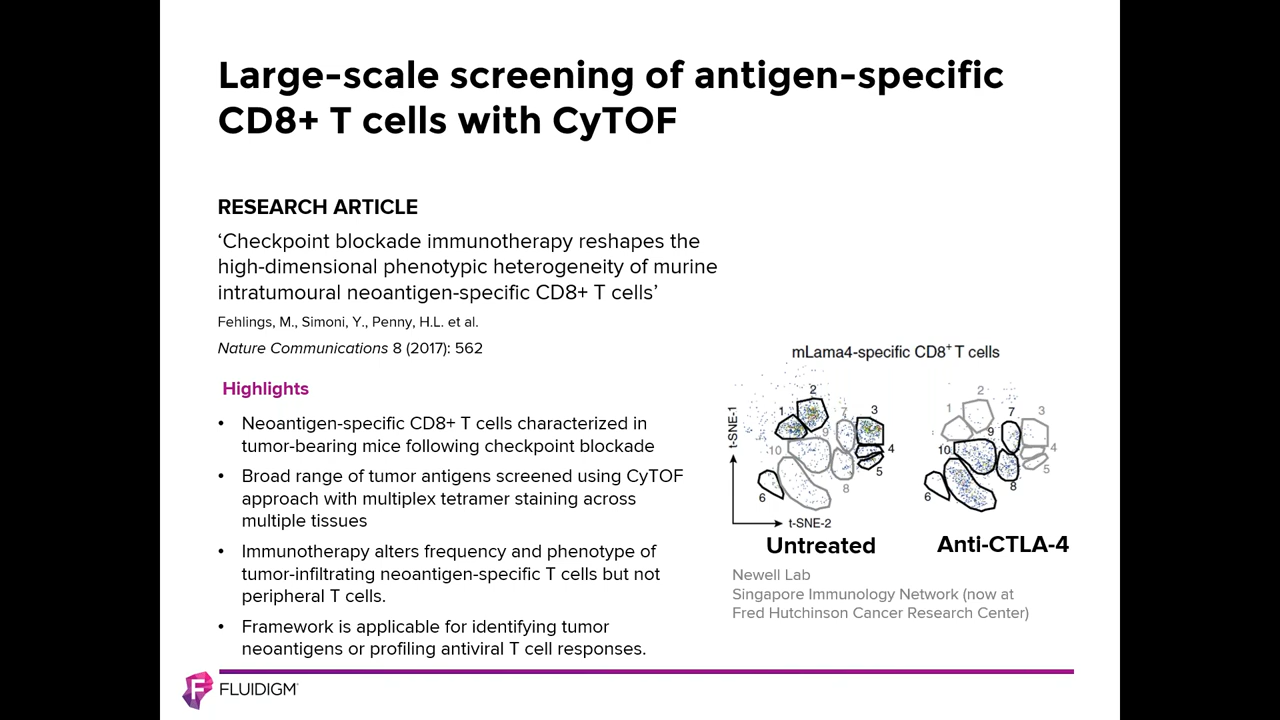 Large-scale screening of antigen-specific
CD8+ T cells with CyTOF
RESEARCH ARTICLE
‘Checkpoint blockade immunotherapy reshapes the
high-dimensional phenotypic heterogeneity of murine
intratumoural neoantigen-specific CD8+ T cells’
Fehlings, M., Simoni, Y., Penny, H.L. et al.
Nature Communications 8 (2017): 562
Highlights
• Neoantigen-specific CD8+ T cells characterized in
tumor-bearing mice following checkpoint blockade
• Broad range of tumor antigens screened using CyTOF
approach with multiplex tetramer staining across
multiple tissues
• Immunotherapy alters frequency and phenotype of
tumor-infiltrating neoantigen-specific T cells but not
peripheral T cells.
• Framework is applicable for identifying tumor
neoantigens or profiling antiviral T cell responses.
mLama4-specific CD8⁺ T cells
t-SNE-1
2
1
7
3
9
10
4
5
6
8
t-SNE-2
Untreated
2
1
7
3
9
10
4
5
6
8
Anti-CTLA-4
Newell Lab
Singapore Immunology Network (now at
Fred Hutchinson Cancer Research Center)
F FLUIDIGM